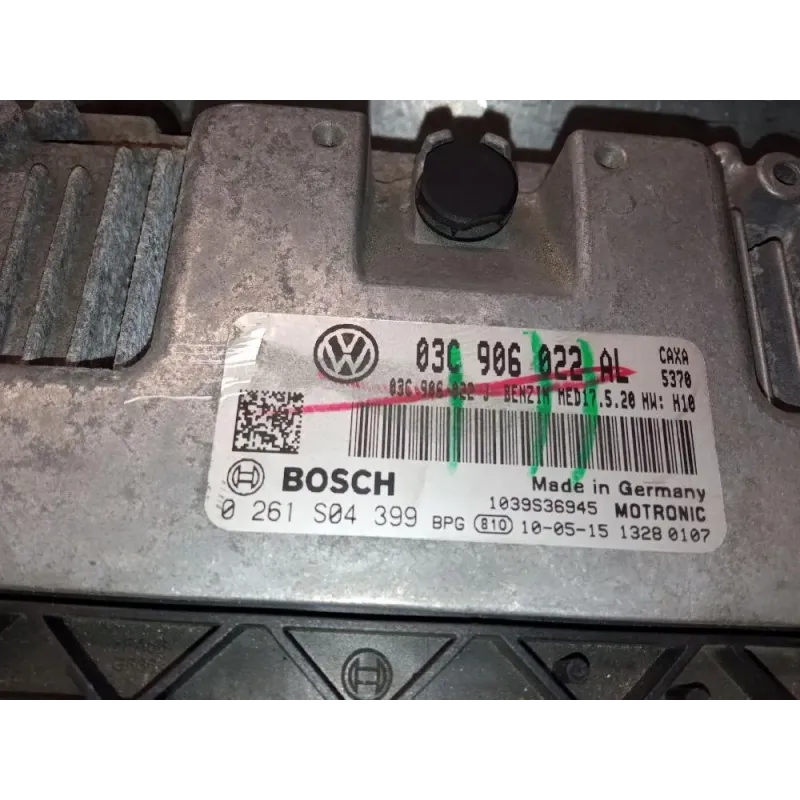 03C 906 022 AL CAXA
5370
03C 906 022 J BENZIN MED17.5.20 HW: H10
BOSCH Made in Germany
1039S36945 MOTRONIC
0 261 S04 399 BPG 810 10-05-15 1328 0107